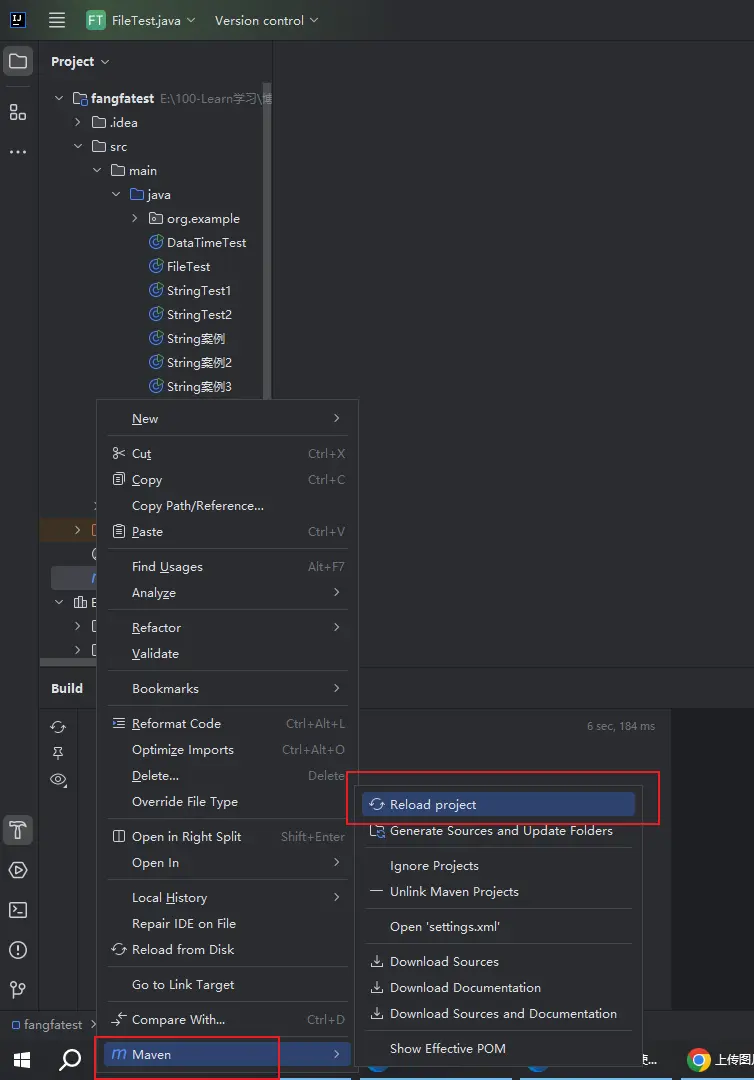 IJ
FT FileTest.java Version control
Project
fangfatest E:\100-Learn学习\
.idea
src
main
java
org.example
DataTimeTest
FileTest
StringTest1
StringTest2
String案例
String案例2
String案例3
New
Cut Ctrl+X
Copy Ctrl+C
Copy Path/Reference...
Paste Ctrl+V
Find Usages Alt+F7
Analyze
Refactor
Validate
Bookmarks
Reformat Code Ctrl+Alt+L
Optimize Imports Ctrl+Alt+O
Delete... Delete
Override File Type
Open in Right Split Shift+Enter
Open In
Local History
Repair IDE on File
Reload from Disk
Go to Link Target
Compare With... Ctrl+D
m Maven
Build
6 sec, 184 ms
Reload project
Generate Sources and Update Folders
Ignore Projects
Unlink Maven Projects
Open 'settings.xml'
Download Sources
Download Documentation
Download Sources and Documentation
Show Effective POM
fangfatest
上传图